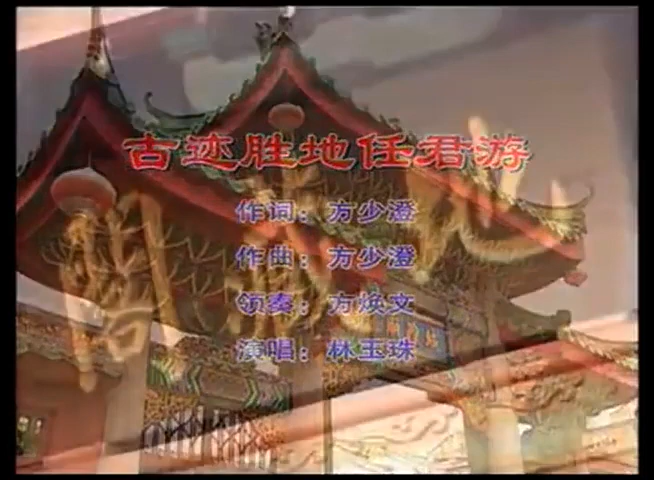 古迹胜地任君游
作词：方少澄
作曲：方少澄
领奏：方焕文
演唱：林玉珠